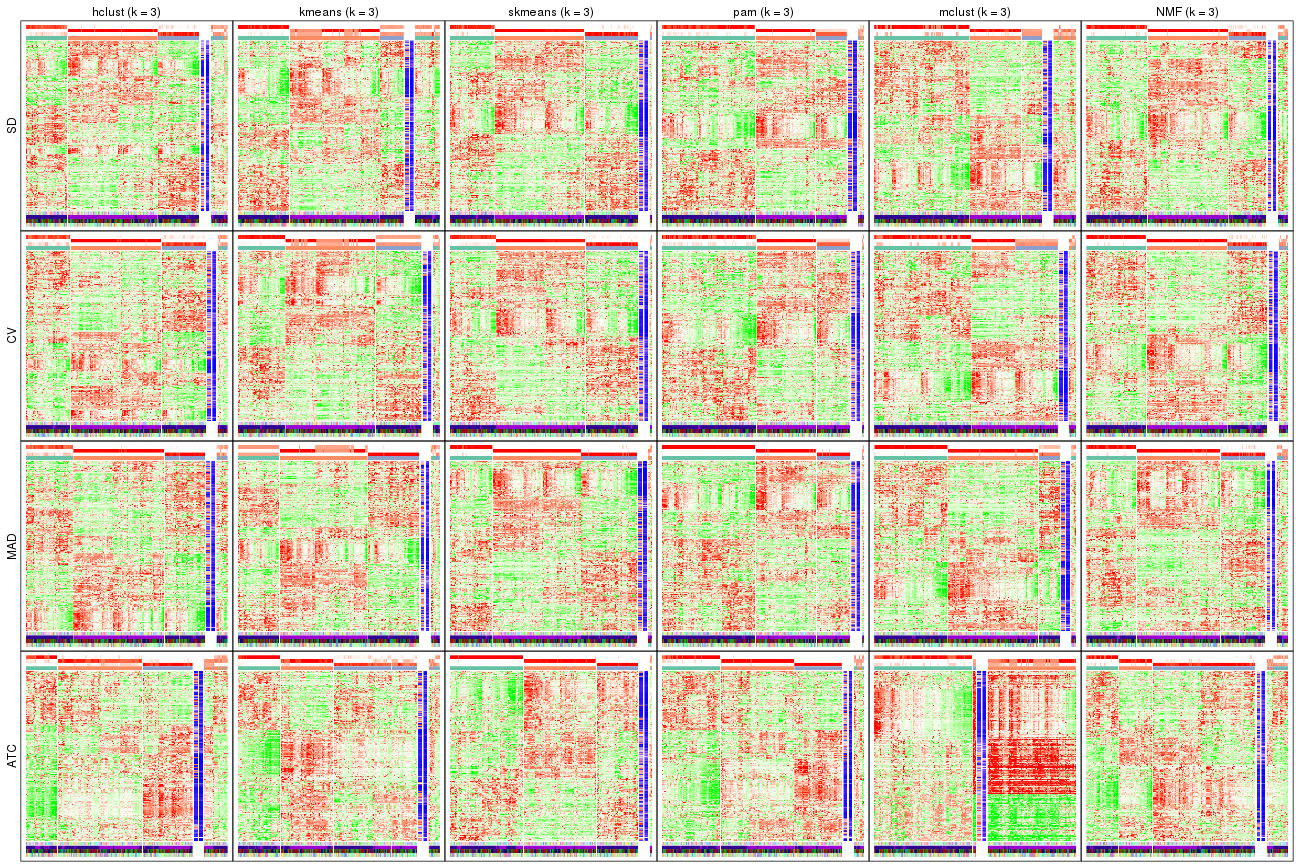 hclust (k = 3) kmeans (k = 3) skmeans (k = 3) pam (k = 3) mclust (k = 3) NMF (k = 3)
SD
CV
MAD
ATC